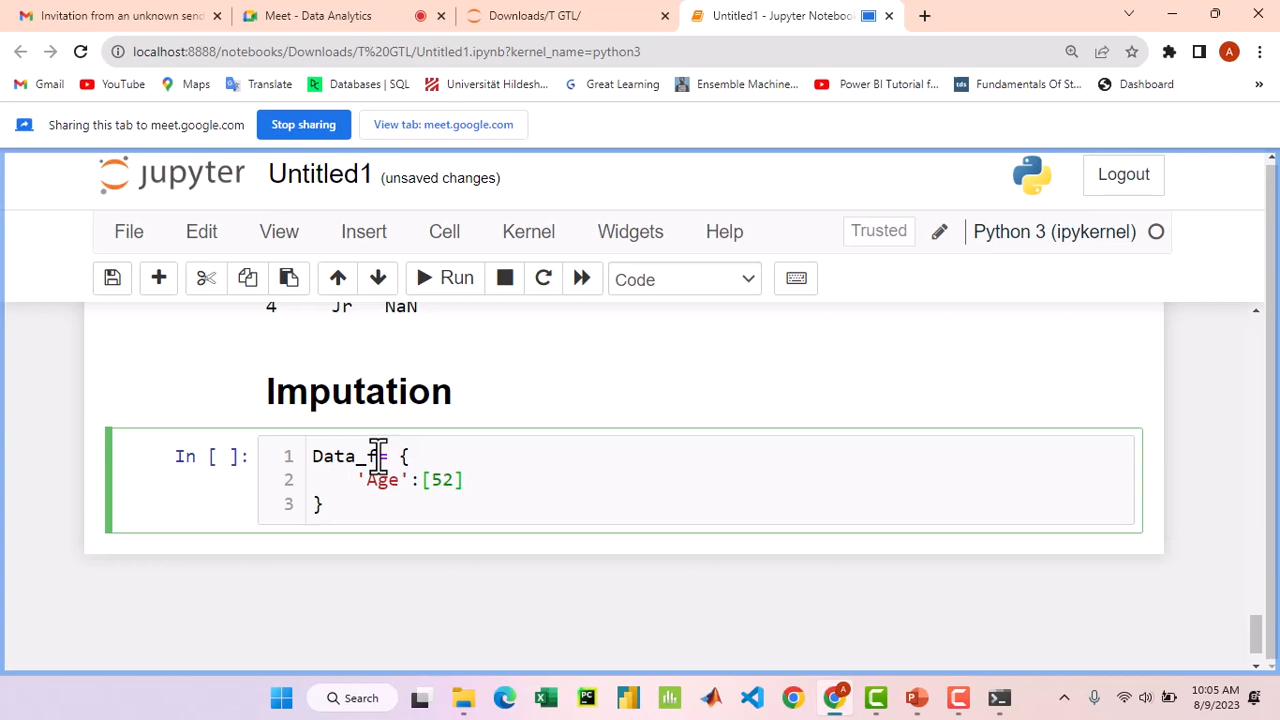 Invitation from an unknown send
Meet - Data Analytics
Downloads/T GTL/
Untitled1 - Jupyter Notebook
localhost:8888/notebooks/Downloads/T%20GTL/Untitled1.ipynb?kernel_name=python3
A
Gmail
YouTube
Maps
Translate
Databases | SQL
Universität Hildesh...
Great Learning
Ensemble Machine...
Power BI Tutorial f...
Fundamentals Of St...
Dashboard
»
Sharing this tab to meet.google.com
Stop sharing
View tab: meet.google.com
jupyter
Untitled1 (unsaved changes)
Logout
File
Edit
View
Insert
Cell
Kernel
Widgets
Help
Trusted
Python 3 (ipykernel)
Run
Code
4 Jr NaN
Imputation
In [ ]:
1 Data_f= {
2 'Age':[52]
3 }
Search
10:05 AM
8/9/2023